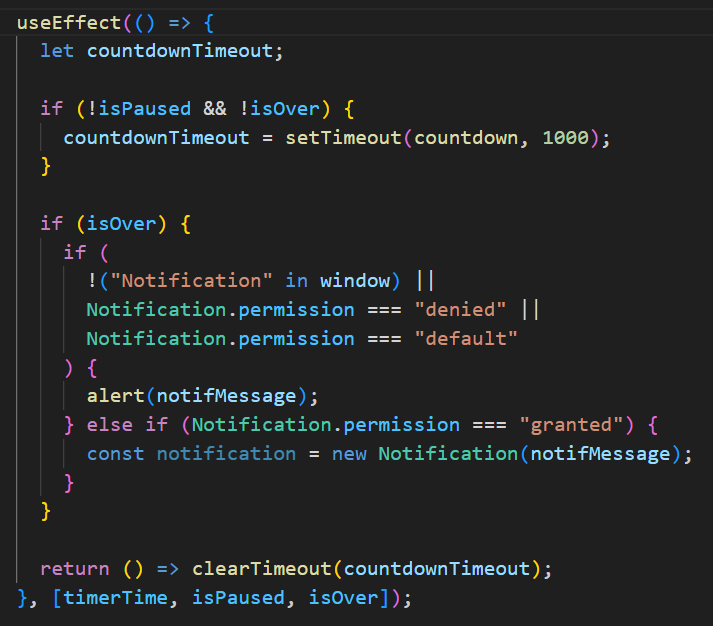 useEffect(() => {
  let countdownTimeout;

  if (!isPaused && !isOver) {
    countdownTimeout = setTimeout(countdown, 1000);
  }

  if (isOver) {
    if (
      !("Notification" in window) ||
      Notification.permission === "denied" ||
      Notification.permission === "default"
    ) {
      alert(notifMessage);
    } else if (Notification.permission === "granted") {
      const notification = new Notification(notifMessage);
    }
  }

  return () => clearTimeout(countdownTimeout);
}, [timerTime, isPaused, isOver]);